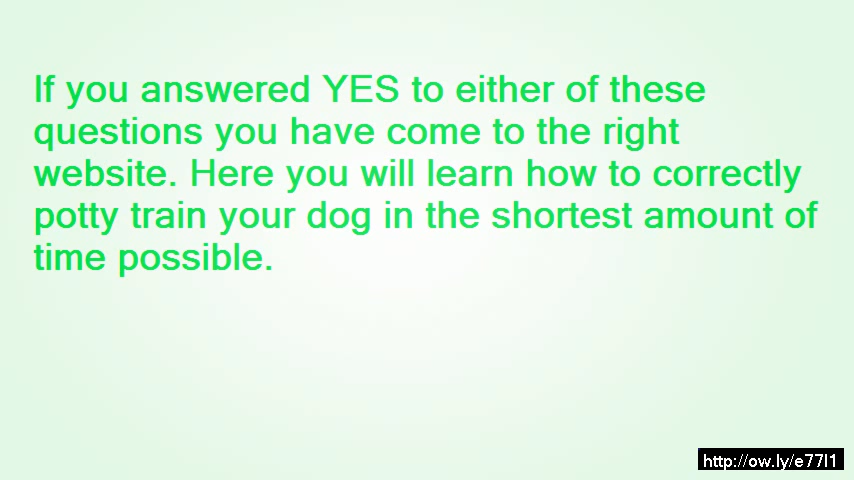 If you answered YES to either of these
questions you have come to the right
website. Here you will learn how to correctly
potty train your dog in the shortest amount of
time possible.
http://ow.ly/e77l1